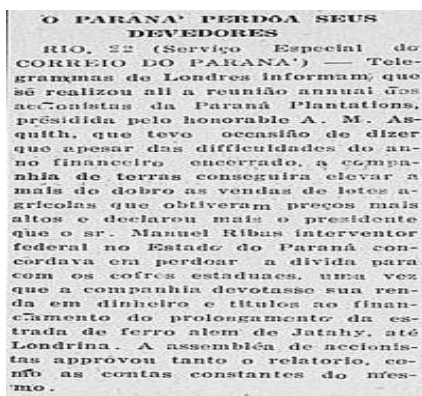 O PARANA' PERDÔA SEUS
DEVEDORES
RIO, 22 (Serviço Especial do
CORREIO DO PARANA') — Tele-
grammas de Londres informam, que
se realizou ali a reunião annual dos
accionistas da Paraná Plantations,
présidida pelo honorable A. M. As-
quith, que teve occasião de dizer
que apesar das difficuldades do an-
no financeiro encerrado, a compa-
nhia de terras conseguira elevar a
mais do dobro as vendas de lotes a-
gricolas que obtiveram preços mais
altos e declarou mais o presidente
que o sr. Manuel Ribas interventor
federal no Estado do Paraná con-
cordava em perdoar a divida para
com os cofres estaduaes, uma vez
que a companhia devotasse sua ren-
da em dinheiro e titulos ao finan-
ciamento do prolongamento da es-
trada de ferro alem de Jatahy, até
Londrina. A assembléa de accionis-
tas approvou tanto o relatorio, co-
mo as contas constantes do mes-
mo.